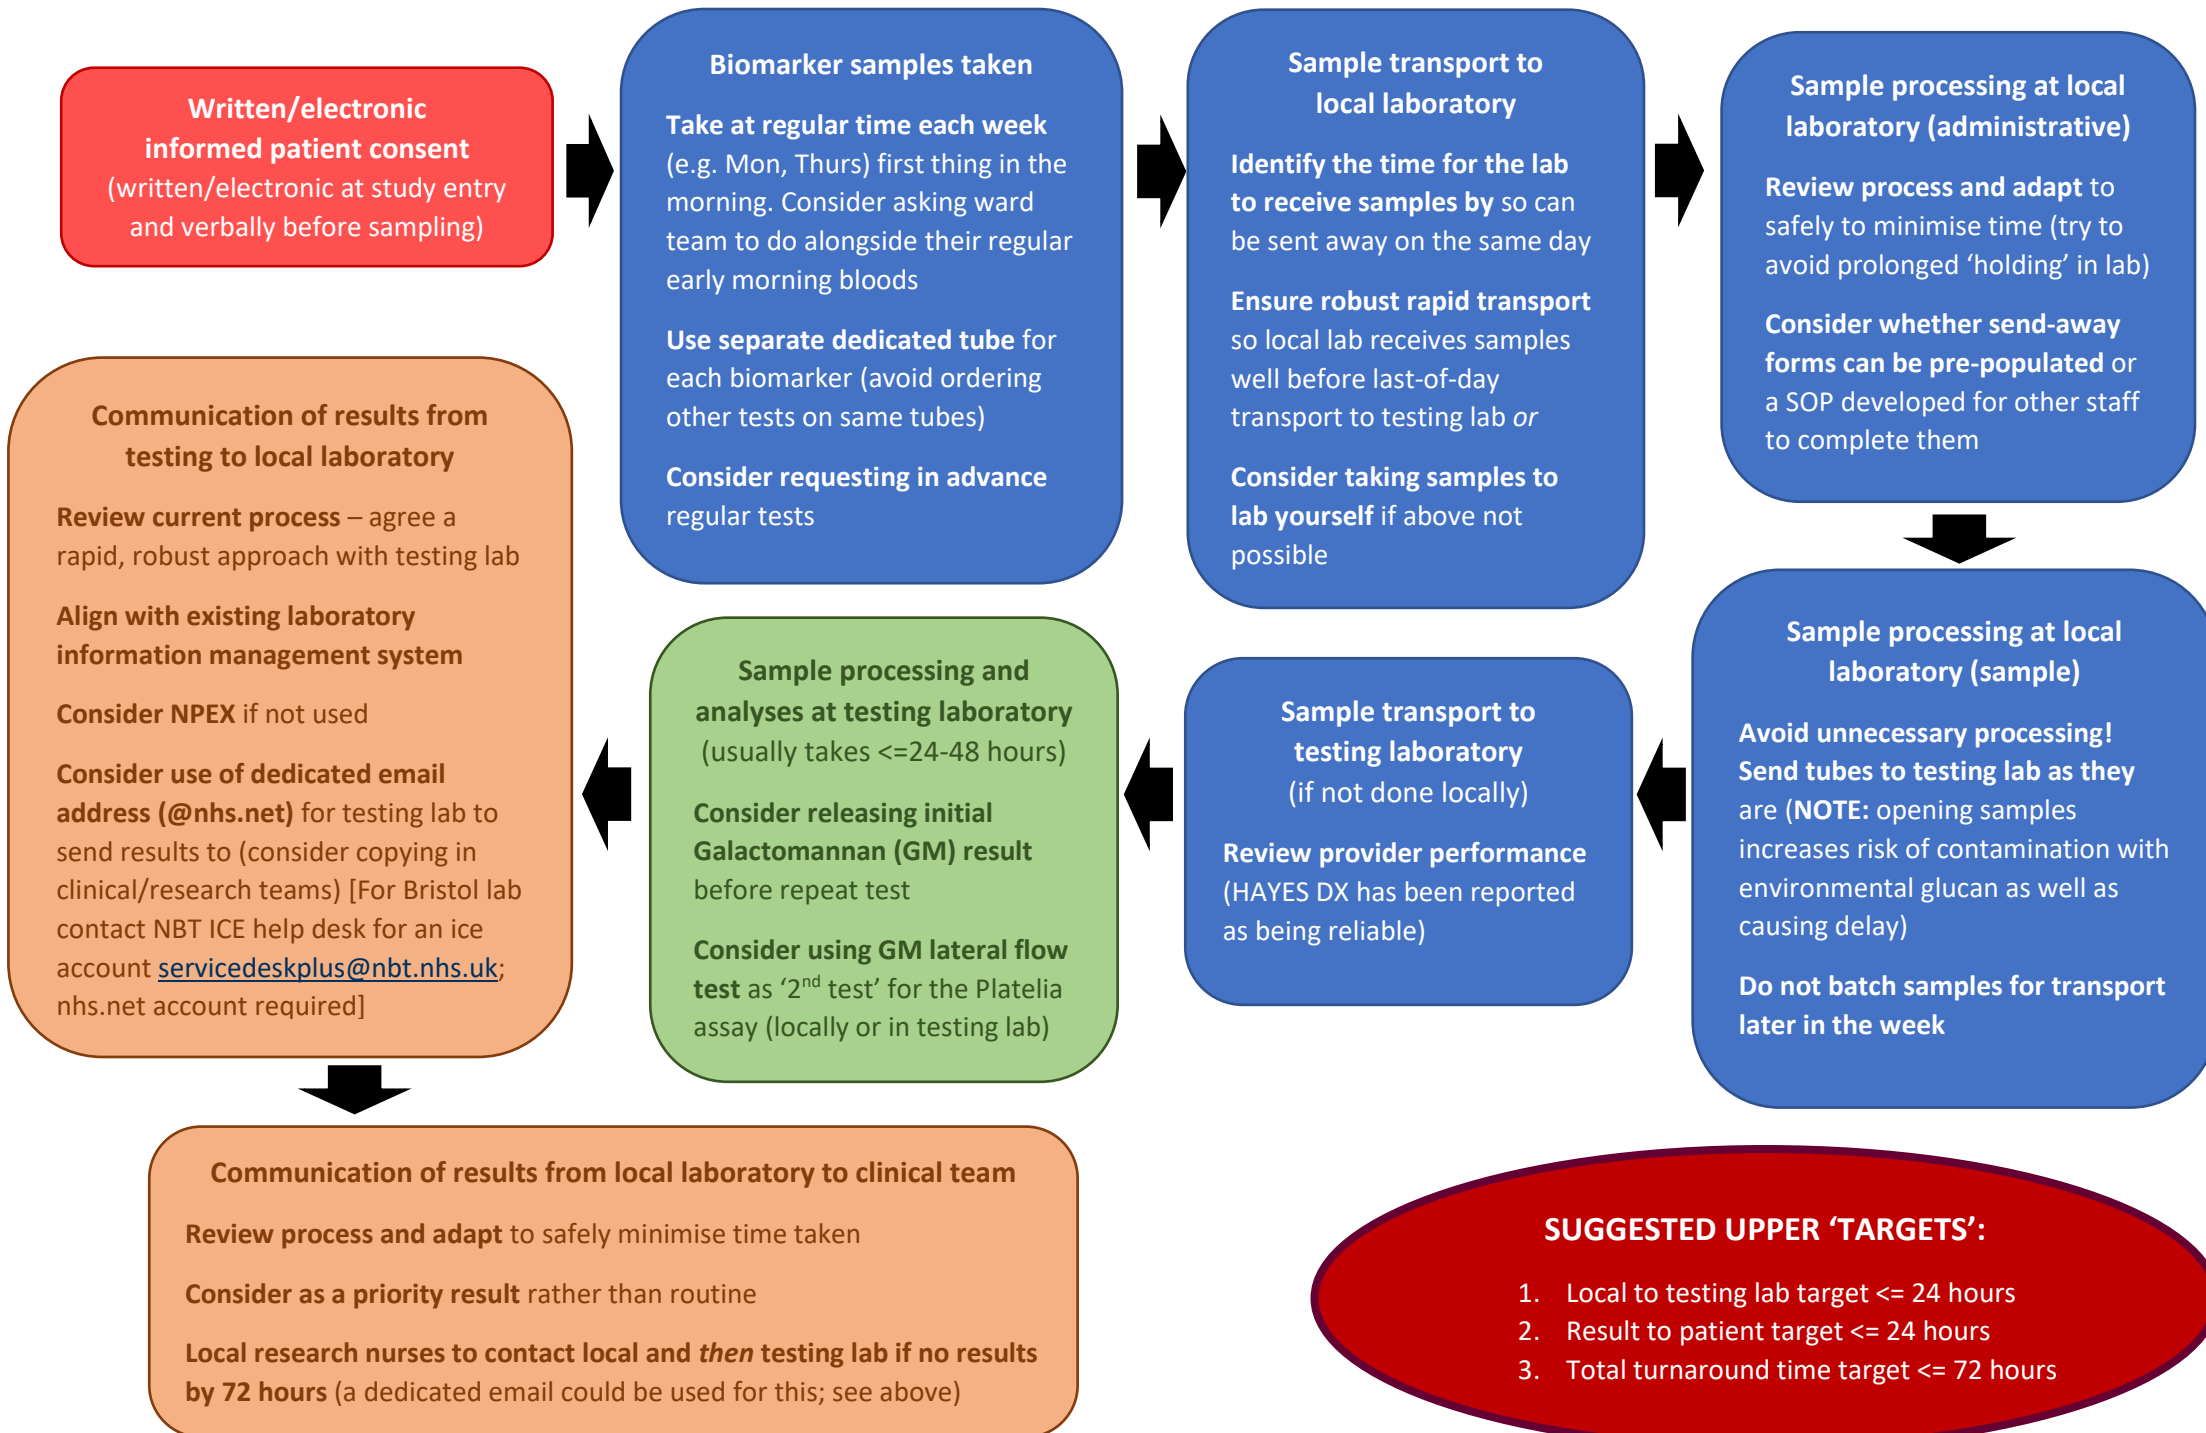 Written/electronic
informed patient consent
(written/electronic at study entry
and verbally before sampling)
Biomarker samples taken
Take at regular time each week
(e.g. Mon, Thurs) first thing in the
morning. Consider asking ward
team to do alongside their regular
early morning bloods
Use separate dedicated tube for
each biomarker (avoid ordering
other tests on same tubes)
Consider requesting in advance
regular tests
Sample transport to
local laboratory
Identify the time for the lab
to receive samples by so can
be sent away on the same day
Ensure robust rapid transport
so local lab receives samples
well before last-of-day
transport to testing lab or
Consider taking samples to
lab yourself if above not
possible
Sample processing at local
laboratory (administrative)
Review process and adapt to
safely to minimise time (try to
avoid prolonged ‘holding’ in lab)
Consider whether send-away
forms can be pre-populated or
a SOP developed for other staff
to complete them
Sample processing at local
laboratory (sample)
Avoid unnecessary processing!
Send tubes to testing lab as they
are (NOTE: opening samples
increases risk of contamination with
environmental glucan as well as
causing delay)
Do not batch samples for transport
later in the week
Sample transport to
testing laboratory
(if not done locally)
Review provider performance
(HAYES DX has been reported
as being reliable)
Sample processing and
analyses at testing laboratory
(usually takes <=24-48 hours)
Consider releasing initial
Galactomannan (GM) result
before repeat test
Consider using GM lateral flow
test as ‘2nd test’ for the Platelia
assay (locally or in testing lab)
Communication of results from
testing to local laboratory
Review current process – agree a
rapid, robust approach with testing lab
Align with existing laboratory
information management system
Consider NPEX if not used
Consider use of dedicated email
address (@nhs.net) for testing lab to
send results to (consider copying in
clinical/research teams) [For Bristol lab
contact NBT ICE help desk for an ice
account servicedeskplus@nbt.nhs.uk;
nhs.net account required]
Communication of results from local laboratory to clinical team
Review process and adapt to safely minimise time taken
Consider as a priority result rather than routine
Local research nurses to contact local and then testing lab if no results
by 72 hours (a dedicated email could be used for this; see above)
SUGGESTED UPPER ‘TARGETS’:
1. Local to testing lab target <= 24 hours
2. Result to patient target <= 24 hours
3. Total turnaround time target <= 72 hours